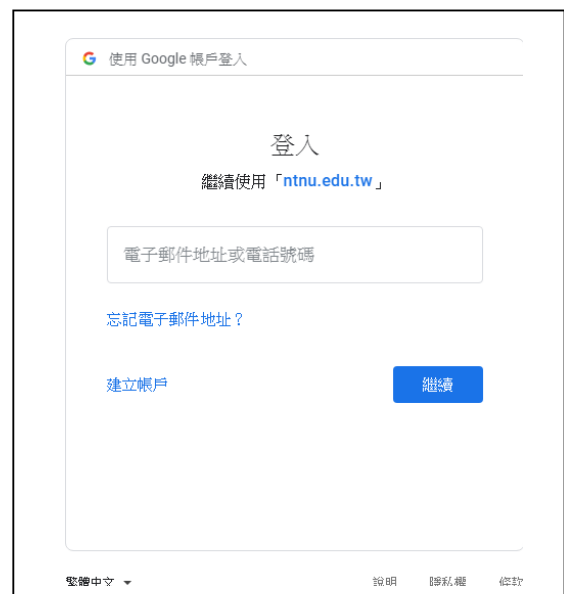 使用 Google 帳戶登入
登入
繼續使用「ntnu.edu.tw」
電子郵件地址或電話號碼
忘記電子郵件地址？
建立帳戶
繼續
繁體中文
說明 隱私權 條款